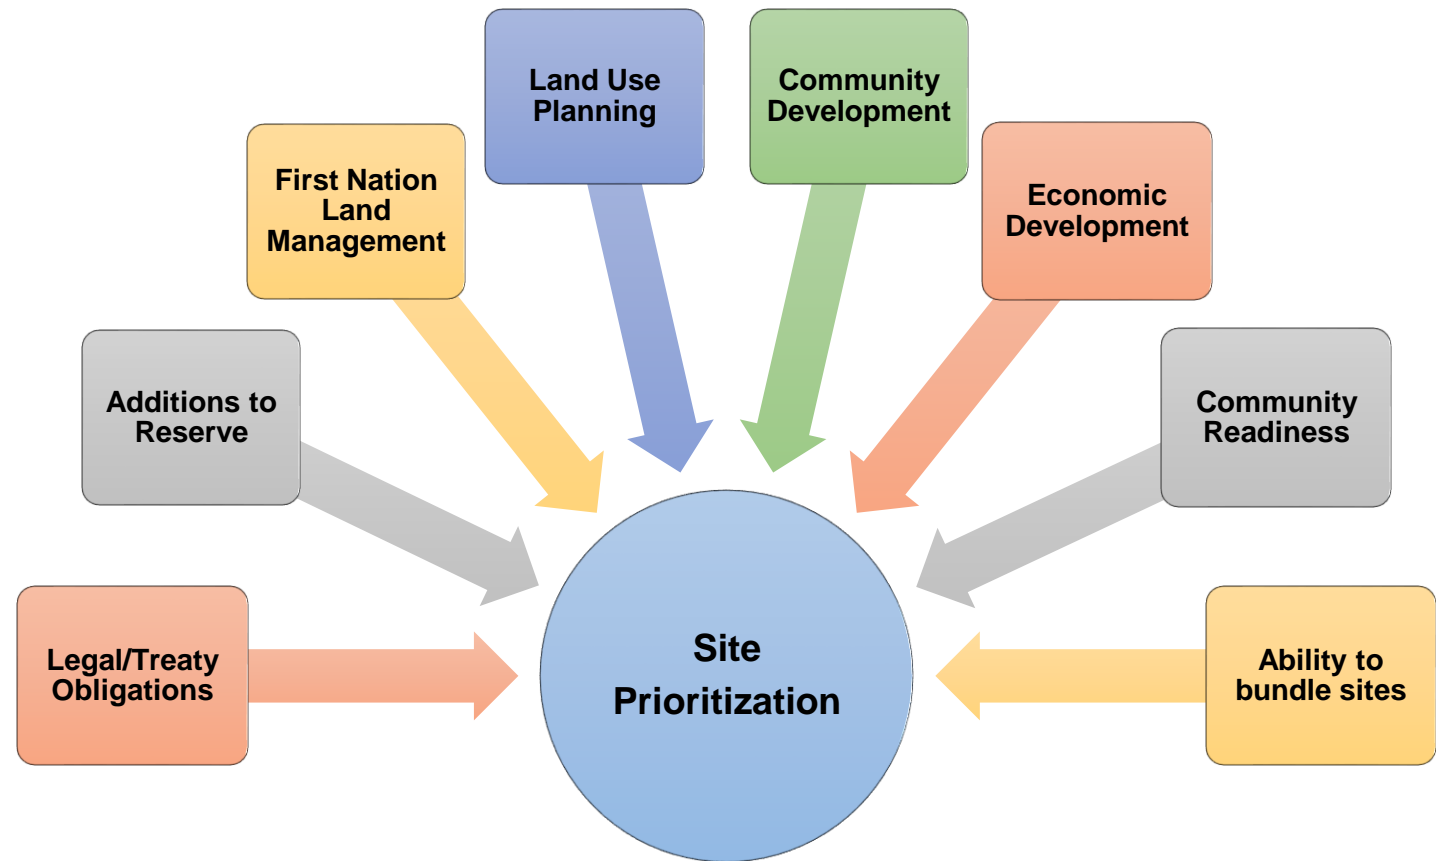 Land Use
Planning
Community
Development
First Nation
Land
Management
Economic
Development
Additions to
Reserve
Community
Readiness
Legal/Treaty
Obligations
Site
Prioritization
Ability to
bundle sites